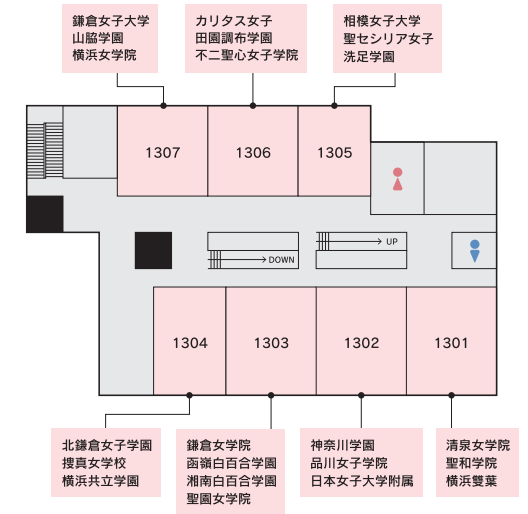 鎌倉女子大学
山脇学園
横浜女学院
カリタス女子
田園調布学園
不二聖心女子学院
相模女子大学
聖セシリア女子
洗足学園
1307
1306
1305
UP
DOWN
1304
1303
1302
1301
北鎌倉女子学園
捜真女学校
横浜共立学園
鎌倉女学院
函嶺白百合学園
湘南白百合学園
聖園女学院
神奈川学園
品川女子学院
日本女子大学附属
清泉女学院
聖和学院
横浜雙葉